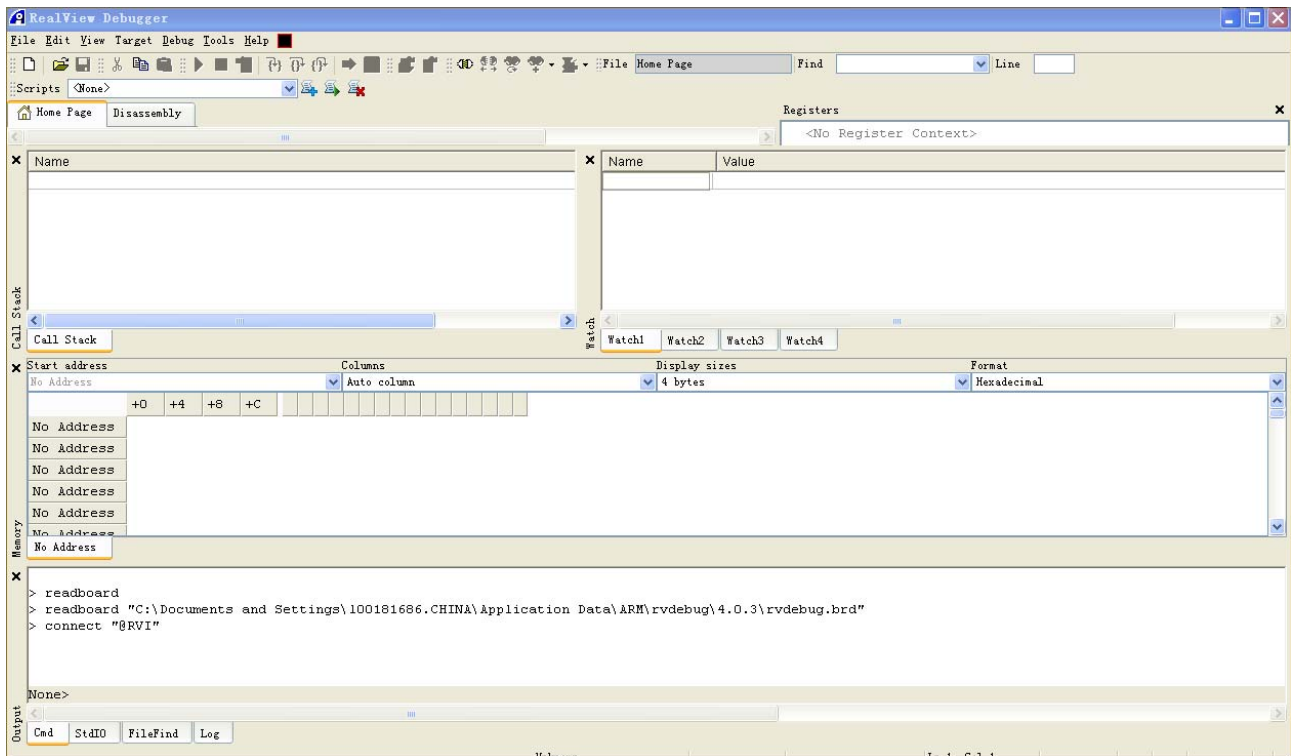 RealView Debugger
File Edit View Target Debug Tools Help
File Home Page Find Line
Scripts <None>
Home Page Disassembly
Registers
<No Register Context>
Name
Name Value
Call Stack
Call Stack
Watch
Watch1 Watch2 Watch3 Watch4
Start address Columns Display sizes Format
No Address Auto column 4 bytes Hexadecimal
+0 +4 +8 +C
No Address
No Address
No Address
No Address
No Address
No Address
Memory
No Address
> readboard
> readboard "C:\Documents and Settings\100181686.CHINA\Application Data\ARM\rvdebug\4.0.3\rvdebug.brd"
> connect "@RVI"
None>
Output
Cmd StdIO FileFind Log